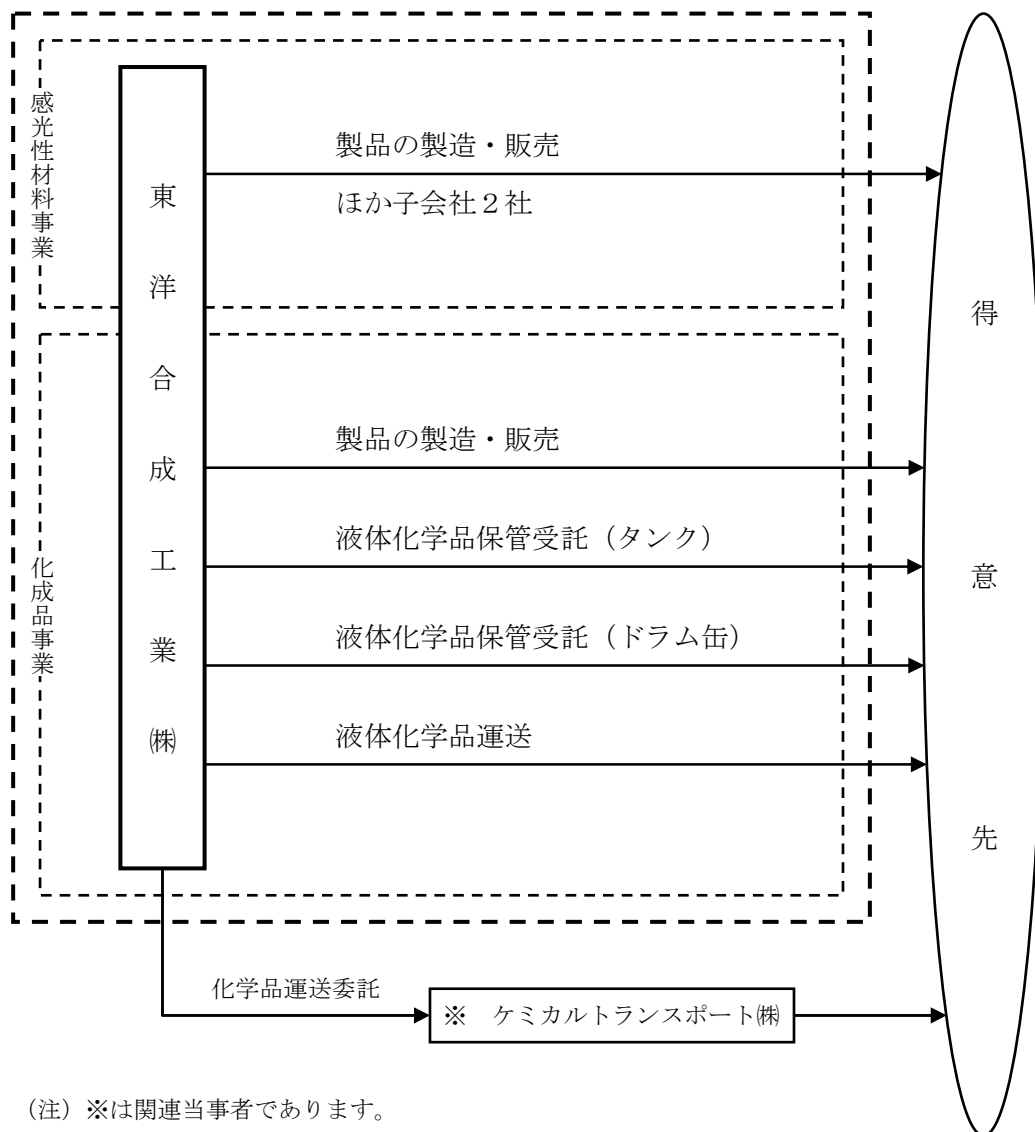 感光性材料事業
東洋合成工業㈱
製品の製造・販売
ほか子会社２社
化成品事業
製品の製造・販売
液体化学品保管受託（タンク）
液体化学品保管受託（ドラム缶）
液体化学品運送
得意先
化学品運送委託
※　ケミカルトランスポート㈱
（注）※は関連当事者であります。